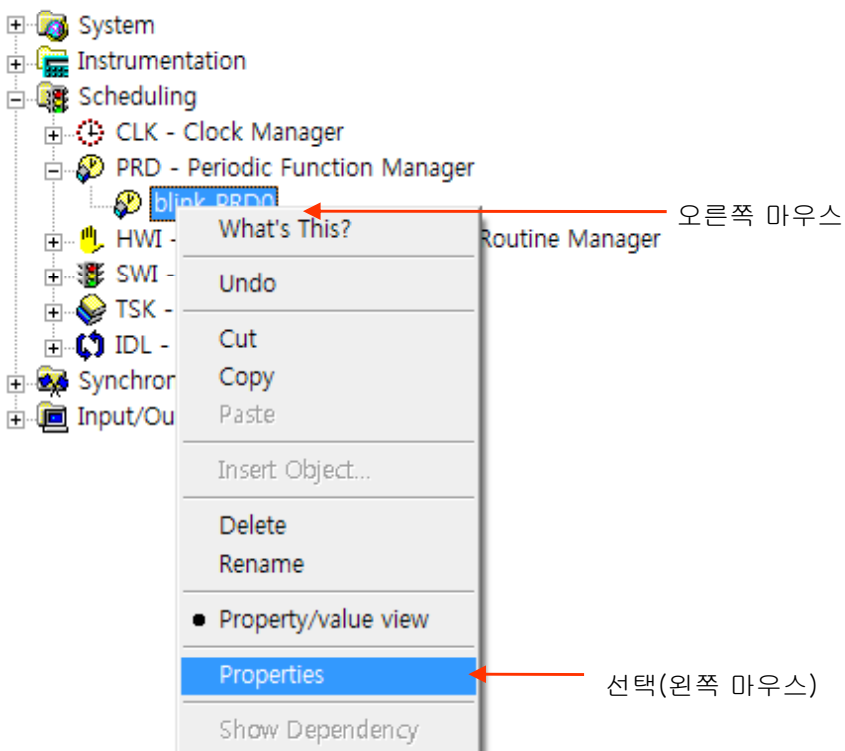 System
Instrumentation
Scheduling
CLK - Clock Manager
PRD - Periodic Function Manager
blink_PRD0
오른쪽 마우스
What's This?
HWI -
Routine Manager
SWI -
Undo
TSK -
IDL -
Cut
Synchror
Copy
Input/Ou
Paste
Insert Object...
Delete
Rename
Property/value view
Properties
선택(왼쪽 마우스)
Show Dependency